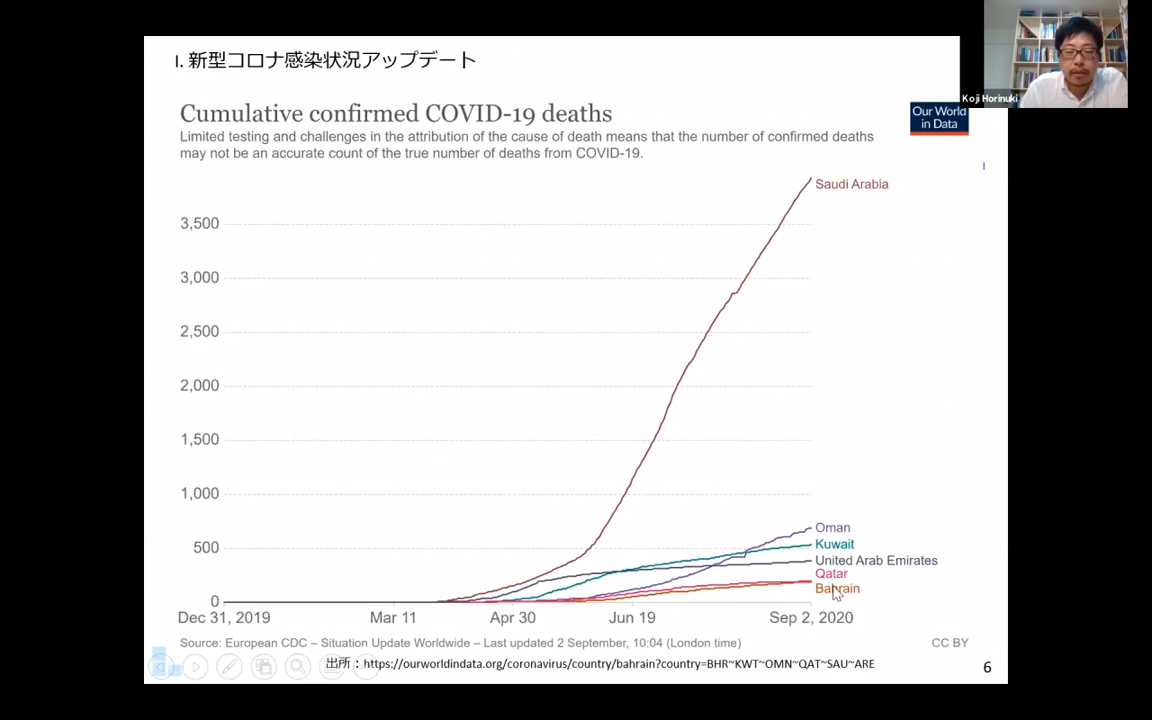 I. 新型コロナ感染状況アップデート
Koji Horinuki
Cumulative confirmed COVID-19 deaths
Our World
in Data
Limited testing and challenges in the attribution of the cause of death means that the number of confirmed deaths
may not be an accurate count of the true number of deaths from COVID-19.
Saudi Arabia
3,500
3,000
2,500
2,000
1,500
1,000
Oman
500
Kuwait
United Arab Emirates
Qatar
Bahrain
0
Dec 31, 2019 Mar 11 Apr 30 Jun 19 Sep 2, 2020
Source: European CDC – Situation Update Worldwide – Last updated 2 September, 10:04 (London time) CC BY
出所：https://ourworldindata.org/coronavirus/country/bahrain?country=BHR~KWT~OMN~QAT~SAU~ARE
6